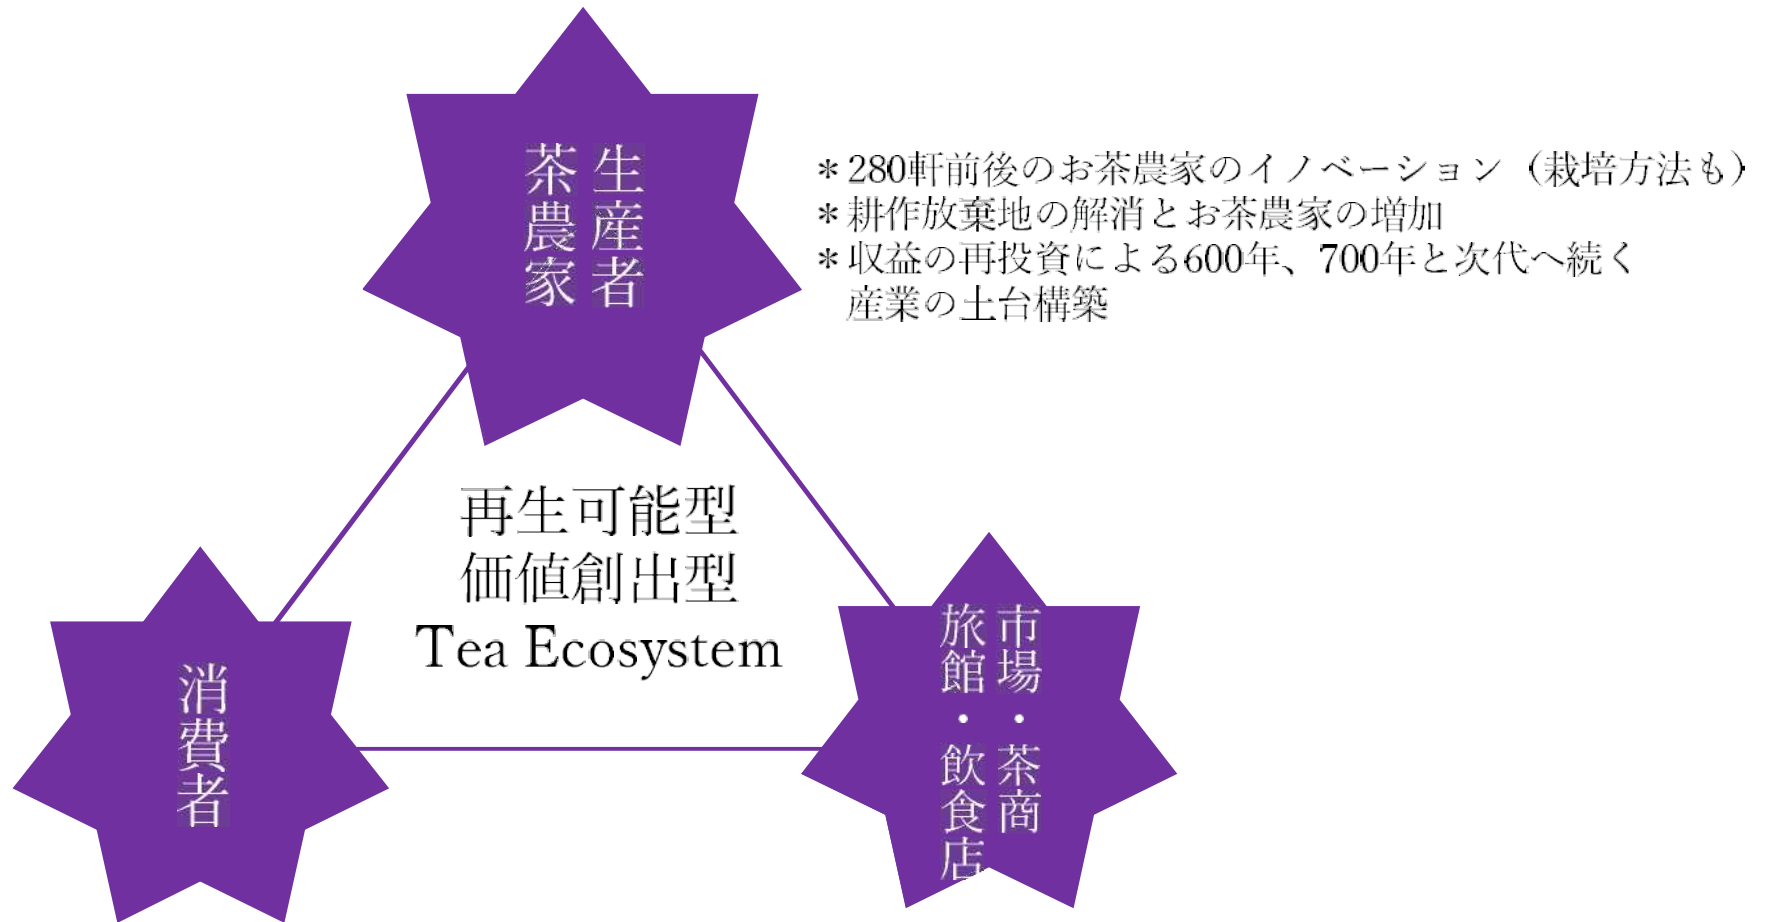 生産者
茶農家
＊280軒前後のお茶農家のイノベーション（栽培方法も）
＊耕作放棄地の解消とお茶農家の増加
＊収益の再投資による600年、700年と次代へ続く
産業の土台構築
再生可能型
価値創出型
Tea Ecosystem
消費者
市場・茶商
旅館・飲食店